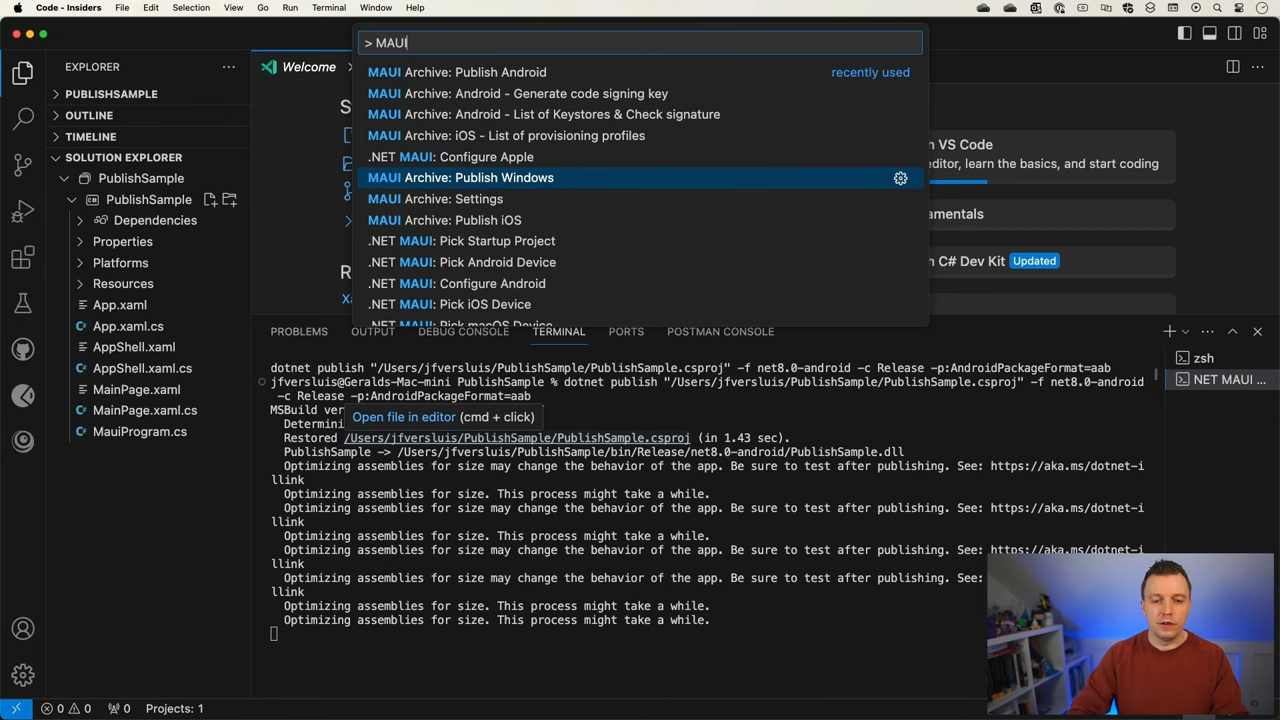 Code - Insiders File Edit Selection View Go Run Terminal Window Help
> MAUI
MAUI Archive: Publish Android recently used
MAUI Archive: Android - Generate code signing key
MAUI Archive: Android - List of Keystores & Check signature
MAUI Archive: iOS - List of provisioning profiles
.NET MAUI: Configure Apple
MAUI Archive: Publish Windows
MAUI Archive: Settings
MAUI Archive: Publish iOS
.NET MAUI: Pick Startup Project
.NET MAUI: Pick Android Device
.NET MAUI: Configure Android
.NET MAUI: Pick iOS Device
.NET MAUI: Pick macOS Device
EXPLORER
PUBLISHSAMPLE
OUTLINE
TIMELINE
SOLUTION EXPLORER
PublishSample
PublishSample
Dependencies
Properties
Platforms
Resources
App.xaml
App.xaml.cs
AppShell.xaml
AppShell.xaml.cs
MainPage.xaml
MainPage.xaml.cs
MauiProgram.cs
Welcome
VS Code
editor, learn the basics, and start coding
C# Dev Kit Updated
PROBLEMS OUTPUT DEBUG CONSOLE TERMINAL PORTS POSTMAN CONSOLE
dotnet publish "/Users/jfversluis/PublishSample/PublishSample.csproj" -f net8.0-android -c Release -p:AndroidPackageFormat=aab
jfversluis@Geralds-Mac-mini PublishSample % dotnet publish "/Users/jfversluis/PublishSample/PublishSample.csproj" -f net8.0-android
-c Release -p:AndroidPackageFormat=aab
MSBuild ver
Open file in editor (cmd + click)
Determini
Restored /Users/jfversluis/PublishSample/PublishSample.csproj (in 1.43 sec).
PublishSample -> /Users/jfversluis/PublishSample/bin/Release/net8.0-android/PublishSample.dll
Optimizing assemblies for size may change the behavior of the app. Be sure to test after publishing. See: https://aka.ms/dotnet-i
llink
Optimizing assemblies for size. This process might take a while.
Optimizing assemblies for size may change the behavior of the app. Be sure to test after publishing. See: https://aka.ms/dotnet-i
llink
Optimizing assemblies for size. This process might take a while.
Optimizing assemblies for size may change the behavior of the app. Be sure to test after publishing. See: https://aka.ms/dotnet-i
llink
Optimizing assemblies for size may change the behavior of the app. Be sure to test after publishing. See:
llink
Optimizing assemblies for size. This process might take a while.
Optimizing assemblies for size. This process might take a while.
zsh
NET MAUI ...
0 0 0 Projects: 1